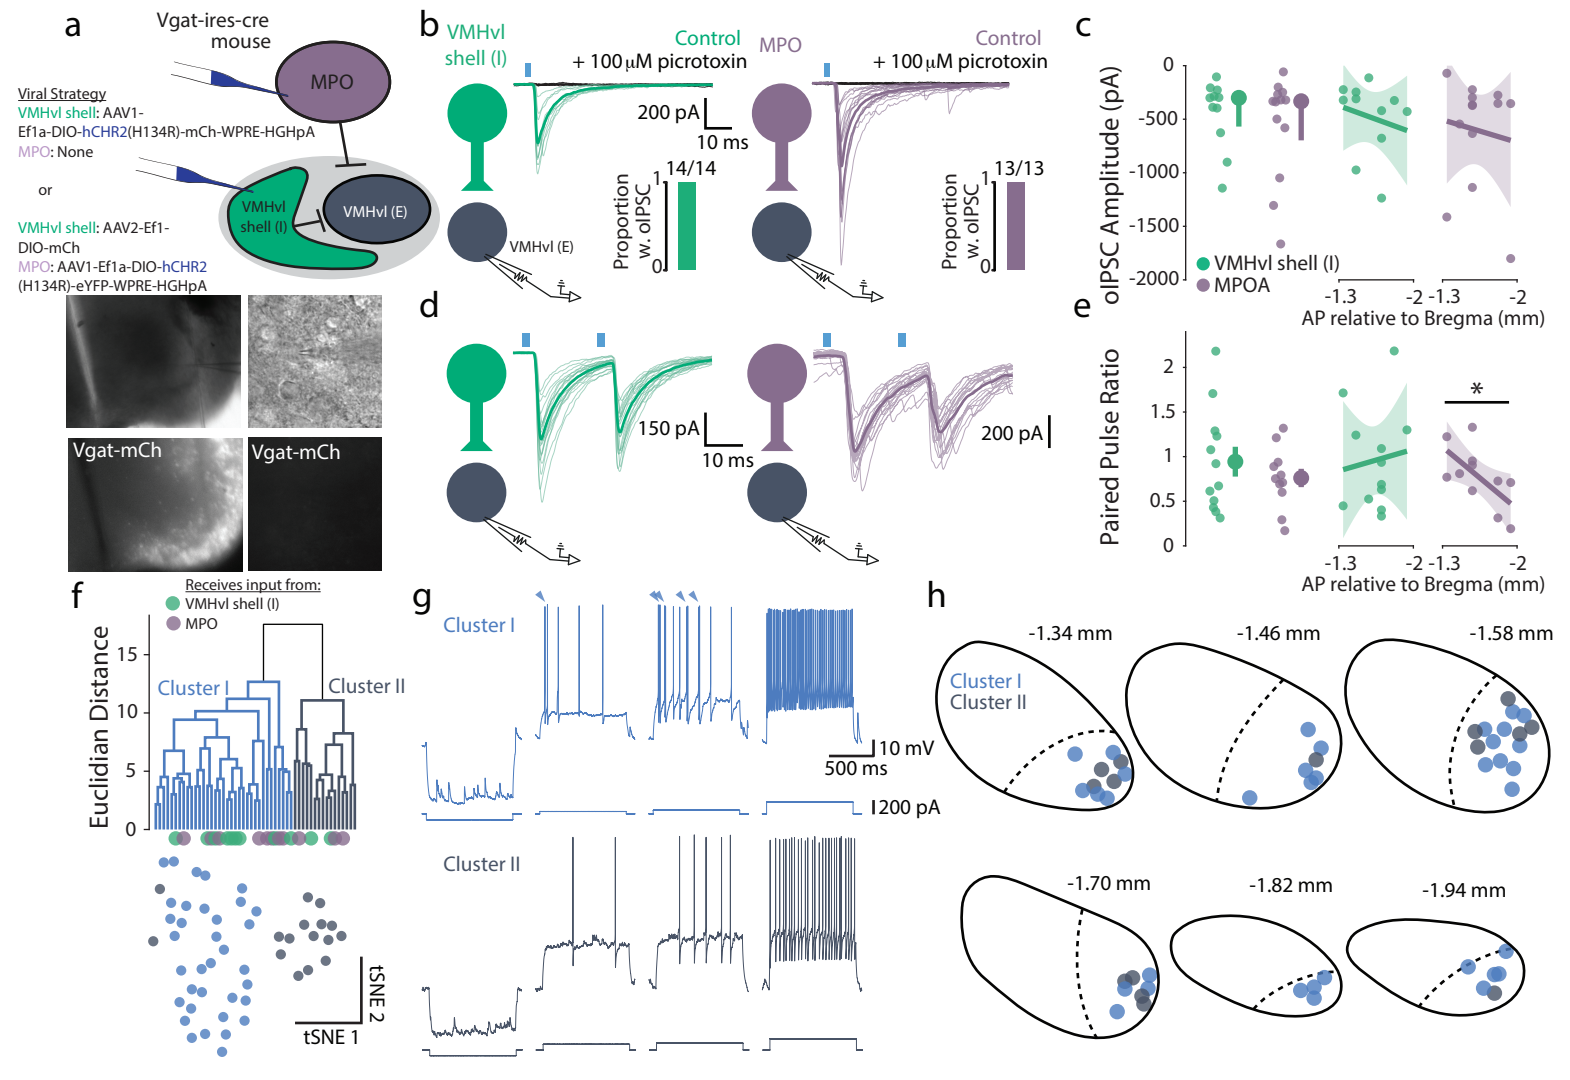 a
Vgat-ires-cre
mouse
MPO
Viral Strategy
VMHvl shell: AAV1-
Ef1a-DIO-hCHR2(H134R)-mCh-WPRE-HGHpA
MPO: None
or
VMHvl shell: AAV2-Ef1-
DIO-mCh
MPO: AAV1-Ef1a-DIO-hCHR2
(H134R)-eYFP-WPRE-HGHpA
VMHvl
shell (I)
VMHvl (E)
Vgat-mCh
Vgat-mCh
b
VMHvl
shell (I)
Control
+ 100 µM picrotoxin
200 pA
10 ms
14/14
1
0
Proportion
w. oIPSC
VMHvl (E)
MPO
Control
+ 100 µM picrotoxin
13/13
1
0
Proportion
w. oIPSC
c
oIPSC Amplitude (pA)
0
-500
-1000
-1500
-2000
VMHvl shell (I)
MPOA
-1.3
-2
-1.3
-2
AP relative to Bregma (mm)
d
150 pA
10 ms
200 pA
e
Paired Pulse Ratio
2
1.5
1
0.5
0
*
-1.3
-2
-1.3
-2
AP relative to Bregma (mm)
f
Receives input from:
VMHvl shell (I)
MPO
Euclidian Distance
15
10
5
0
Cluster I
Cluster II
tSNE 2
tSNE 1
g
Cluster I
10 mV
500 ms
200 pA
Cluster II
h
-1.34 mm
-1.46 mm
-1.58 mm
Cluster I
Cluster II
-1.70 mm
-1.82 mm
-1.94 mm